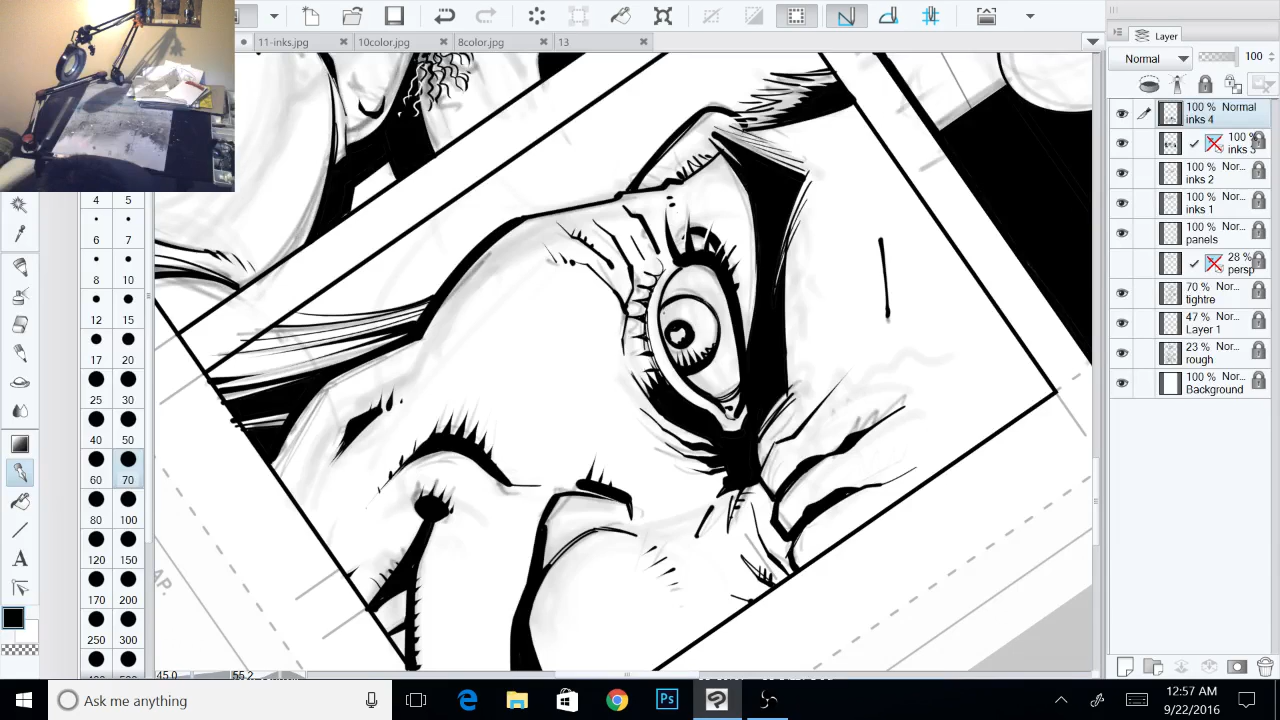 11-inks.jpg 10color.jpg 8color.jpg 13
Layer
Normal 100
100 % Normal
inks 4
100 %
inks
100 % Nor...
inks 2
100 % Nor...
inks 1
100 % Nor...
panels
28 %
persp
70 % Nor...
tightre
47 % Nor...
Layer 1
23 % Nor...
rough
100 % Nor...
Background
4 5
6 7
8 10
12 15
17 20
25 30
40 50
60 70
80 100
120 150
170 200
250 300
AP.
45.0 55.2
Ask me anything
12:57 AM
9/22/2016